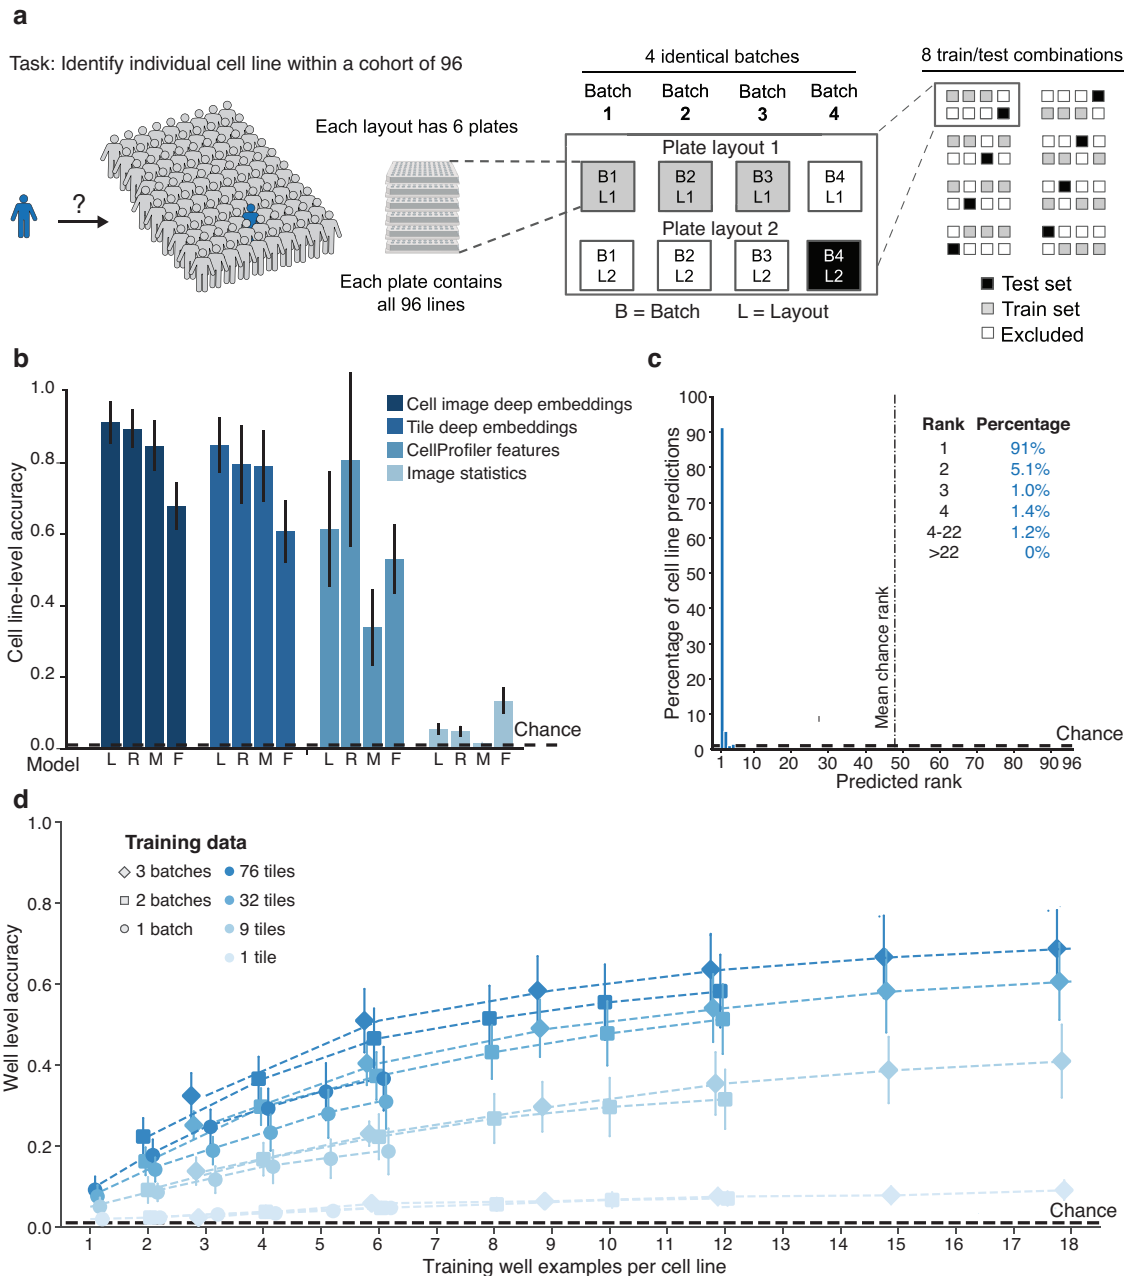 a
Task: Identify individual cell line within a cohort of 96
?
Each layout has 6 plates
Each plate contains
all 96 lines
4 identical batches
Batch 1
Batch 2
Batch 3
Batch 4
Plate layout 1
B1 L1
B2 L1
B3 L1
B4 L1
Plate layout 2
B1 L2
B2 L2
B3 L2
B4 L2
B = Batch L = Layout
8 train/test combinations
Test set
Train set
Excluded
b
Cell line-level accuracy
1.0
0.8
0.6
0.4
0.2
0.0
Cell image deep embeddings
Tile deep embeddings
CellProfiler features
Image statistics
Chance
Model
L R M F L R M F L R M F L R M F
c
Percentage of cell line predictions
100
90
80
70
60
50
40
30
20
10
0
Mean chance rank
Rank Percentage
1 91%
2 5.1%
3 1.0%
4 1.4%
4-22 1.2%
>22 0%
Chance
1 10 20 30 40 50 60 70 80 90 96
Predicted rank
d
Well level accuracy
1.0
0.8
0.6
0.4
0.2
0.0
Training data
3 batches 76 tiles
2 batches 32 tiles
1 batch 9 tiles
1 tile
Chance
1 2 3 4 5 6 7 8 9 10 11 12 13 14 15 16 17 18
Training well examples per cell line